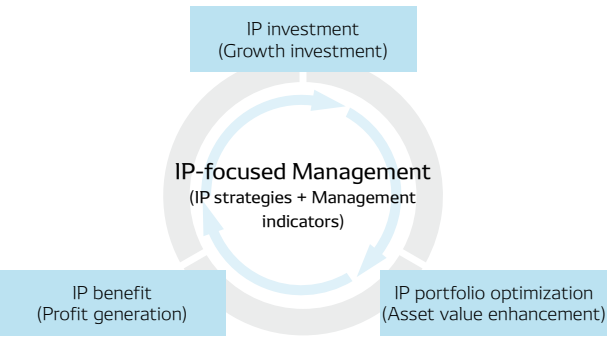 IP investment
(Growth investment)
IP-focused Management
(IP strategies + Management
indicators)
IP benefit
(Profit generation)
IP portfolio optimization
(Asset value enhancement)